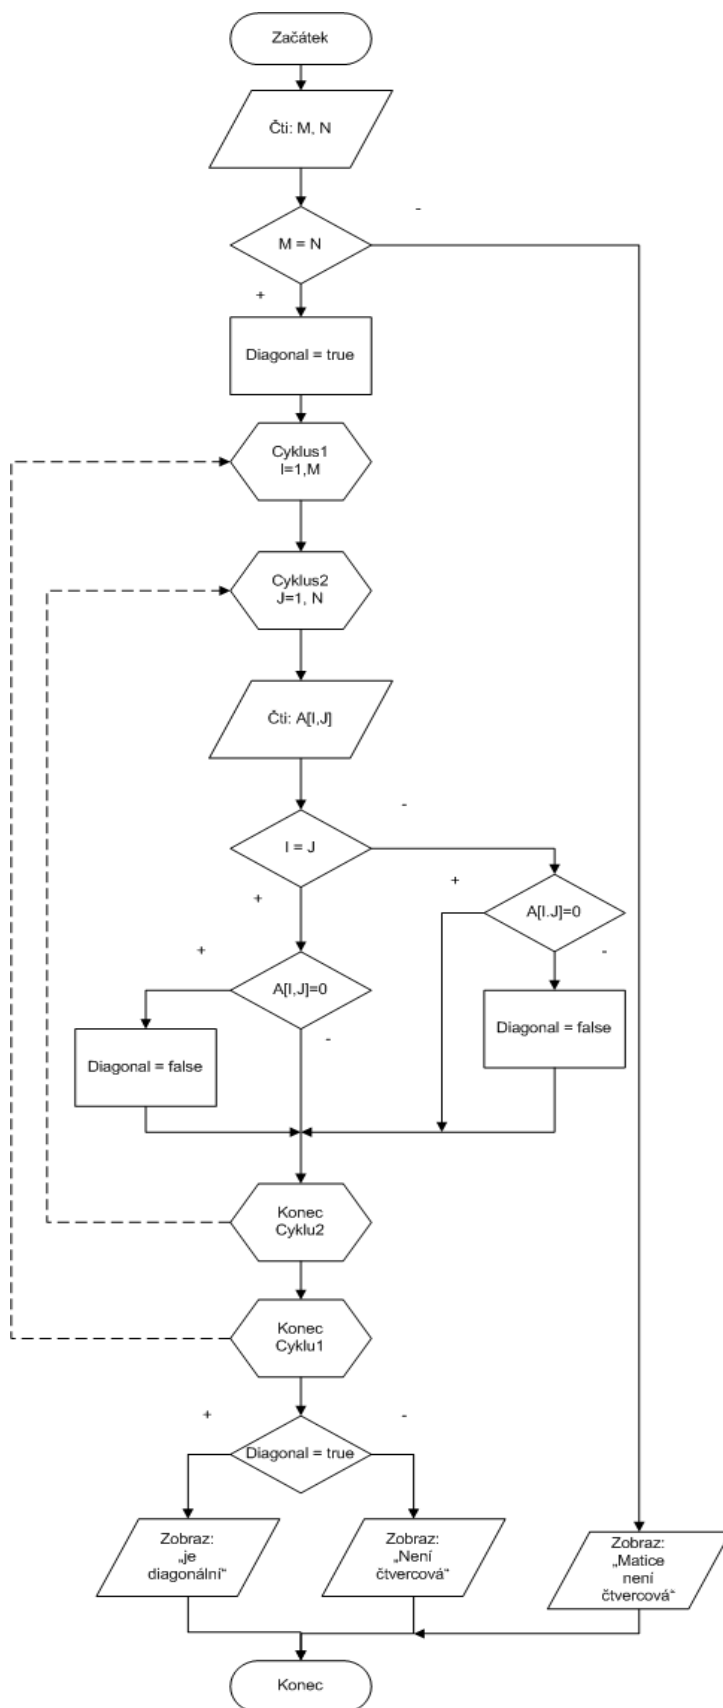 Začátek
Čti: M, N
-
M = N
+
Diagonal = true
Cyklus1
I=1,M
Cyklus2
J=1, N
Čti: A[I,J]
-
I = J
+
+
A[I.J]=0
-
+
A[I,J]=0
-
Diagonal = false
Diagonal = false
Konec
Cyklu2
Konec
Cyklu1
+
-
Diagonal = true
Zobraz:
„je
diagonální“
Zobraz:
„Není
čtvercová“
Zobraz:
„Matice
není
čtvercová“
Konec